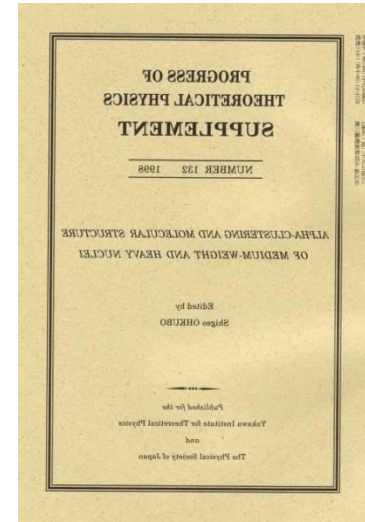 PROGRESS OF
THEORETICAL PHYSICS
SUPPLEMENT
NUMBER 132 1998
ALPHA-CLUSTERING AND MOLECULAR STRUCTURE
OF MEDIUM-WEIGHT AND HEAVY NUCLEI
Edited by
Shigeo OHKUBO
Published for the
Yukawa Institute for Theoretical Physics
and
The Physical Society of Japan